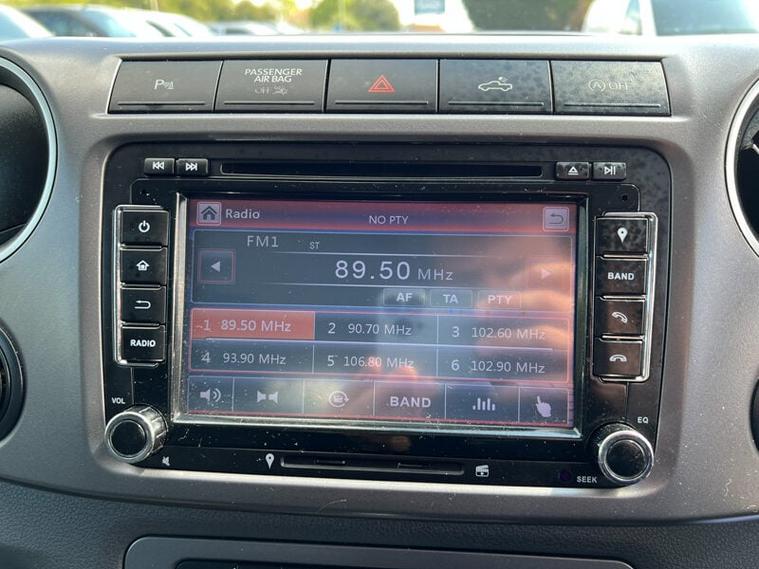 P
PASSENGER
AIR BAG
OFF
A OFF
Radio
NO PTY
FM1
ST
89.50 MHz
AF TA PTY
1 89.50 MHz 2 90.70 MHz 3 102.60 MHz
4 93.90 MHz 5 106.80 MHz 6 102.90 MHz
BAND
RADIO
BAND
VOL
EQ
SEEK